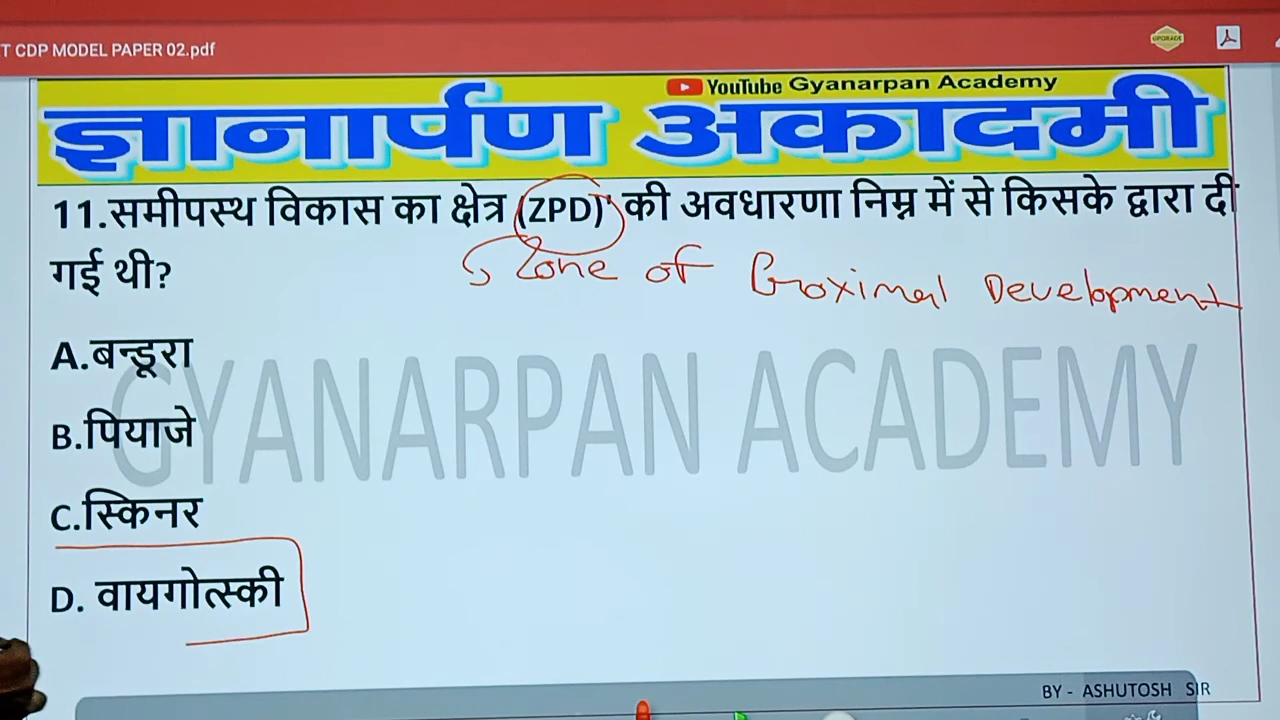 T CDP MODEL PAPER 02.pdf
UPGRADE
YouTube Gyanarpan Academy
ज्ञानार्पण अकादमी
11.समीपस्थ विकास का क्षेत्र (ZPD)' की अवधारणा निम्न में से किसके द्वारा दी
गई थी?
Zone of Proximal Development
A.बन्डूरा
B.पियाजे
C.स्किनर
D. वायगोत्स्की
GYANARPAN ACADEMY
BY - ASHUTOSH SIR